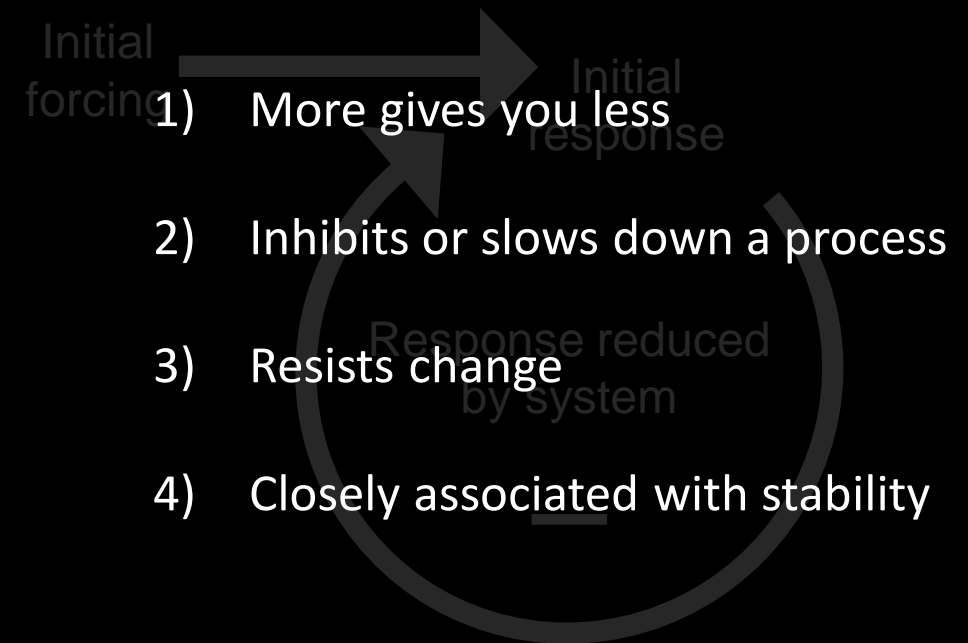 Initial
forcing
Initial
response
1) More gives you less
2) Inhibits or slows down a process
Response reduced
by system
3) Resists change
4) Closely associated with stability
–